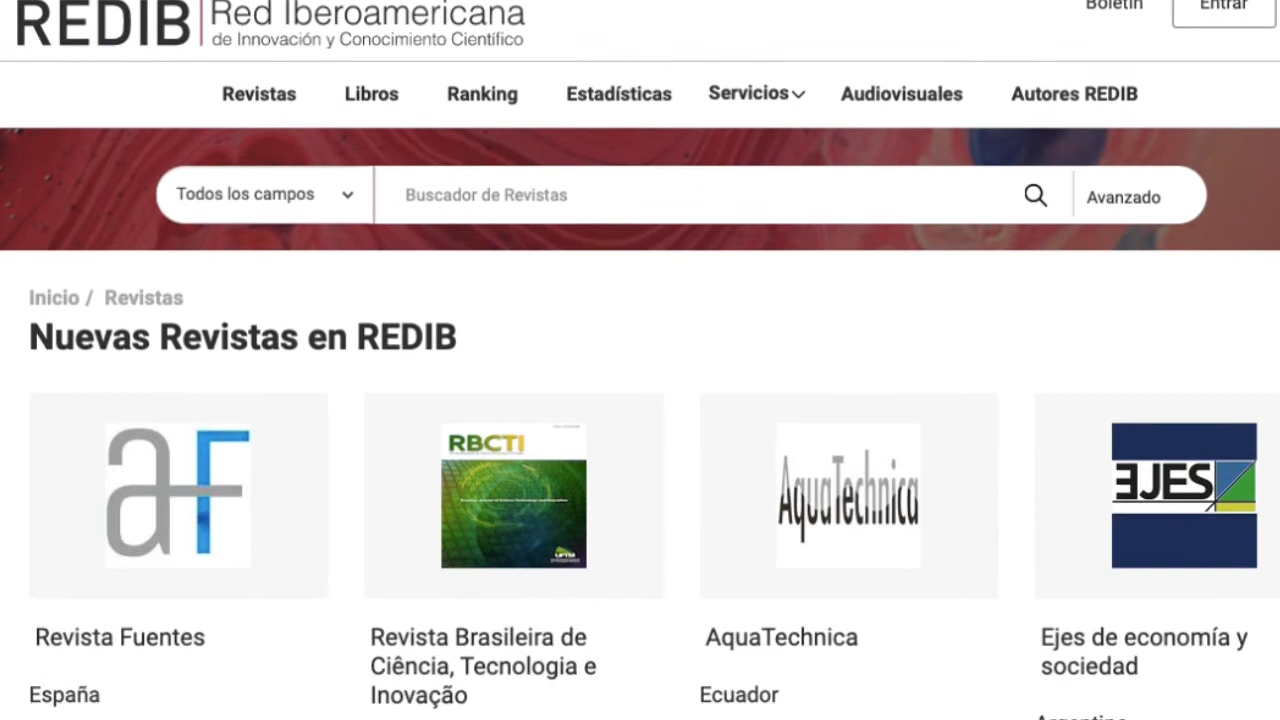 REDIB
Red Iberoamericana
de Innovación y Conocimiento Científico
Boletín
Entrar
Revistas
Libros
Ranking
Estadísticas
Servicios
Audiovisuales
Autores REDIB
Todos los campos
Buscador de Revistas
Avanzado
Inicio / Revistas
Nuevas Revistas en REDIB
aF
RBCTI
UFTM
AquaTechnica
EJES
Revista Fuentes
España
Revista Brasileira de
Ciência, Tecnologia e
Inovação
AquaTechnica
Ecuador
Ejes de economía y
sociedad
Argentina